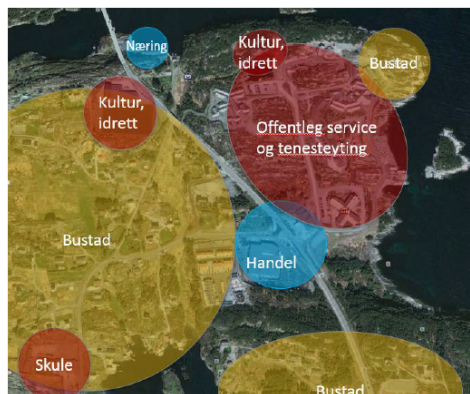 Næring
Kultur,
idrett
Bustad
Kultur,
idrett
Offentleg service
og tenesteyting
Bustad
Handel
Skule
Bustad